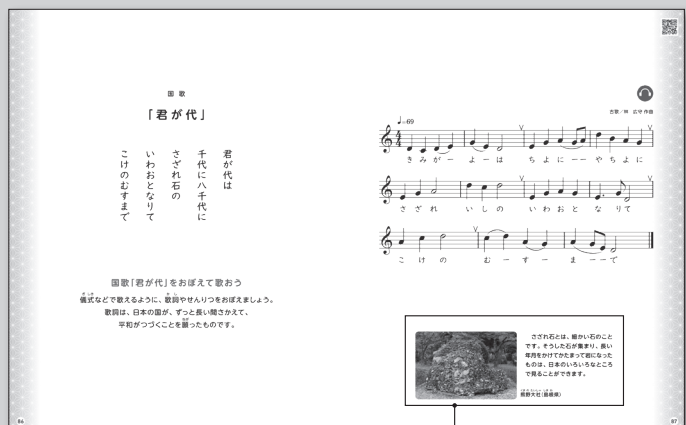 国歌
「君が代」
君が代は
千代に八千代に
さざれ石の
いわおとなりて
こけのむすまで
国歌「君が代」をおぼえて歌おう
儀式などで歌えるように、歌詞やせんりつをおぼえましょう。
歌詞は、日本の国が、ずっと長い間さかえて、
平和がつづくことを願ったものです。
86
古歌/林 広守 作曲
♩=69
きみがーよーは ちよにーーやちよに
さざれ いしの いわおと なりて
こけの むーすー まーーで
さざれ石とは、細かい石のこと
です。そうした石が集まり、長い
年月をかけてかたまって岩になった
ものは、日本のいろいろなところ
で見ることができます。
熊野大社(島根県)
87